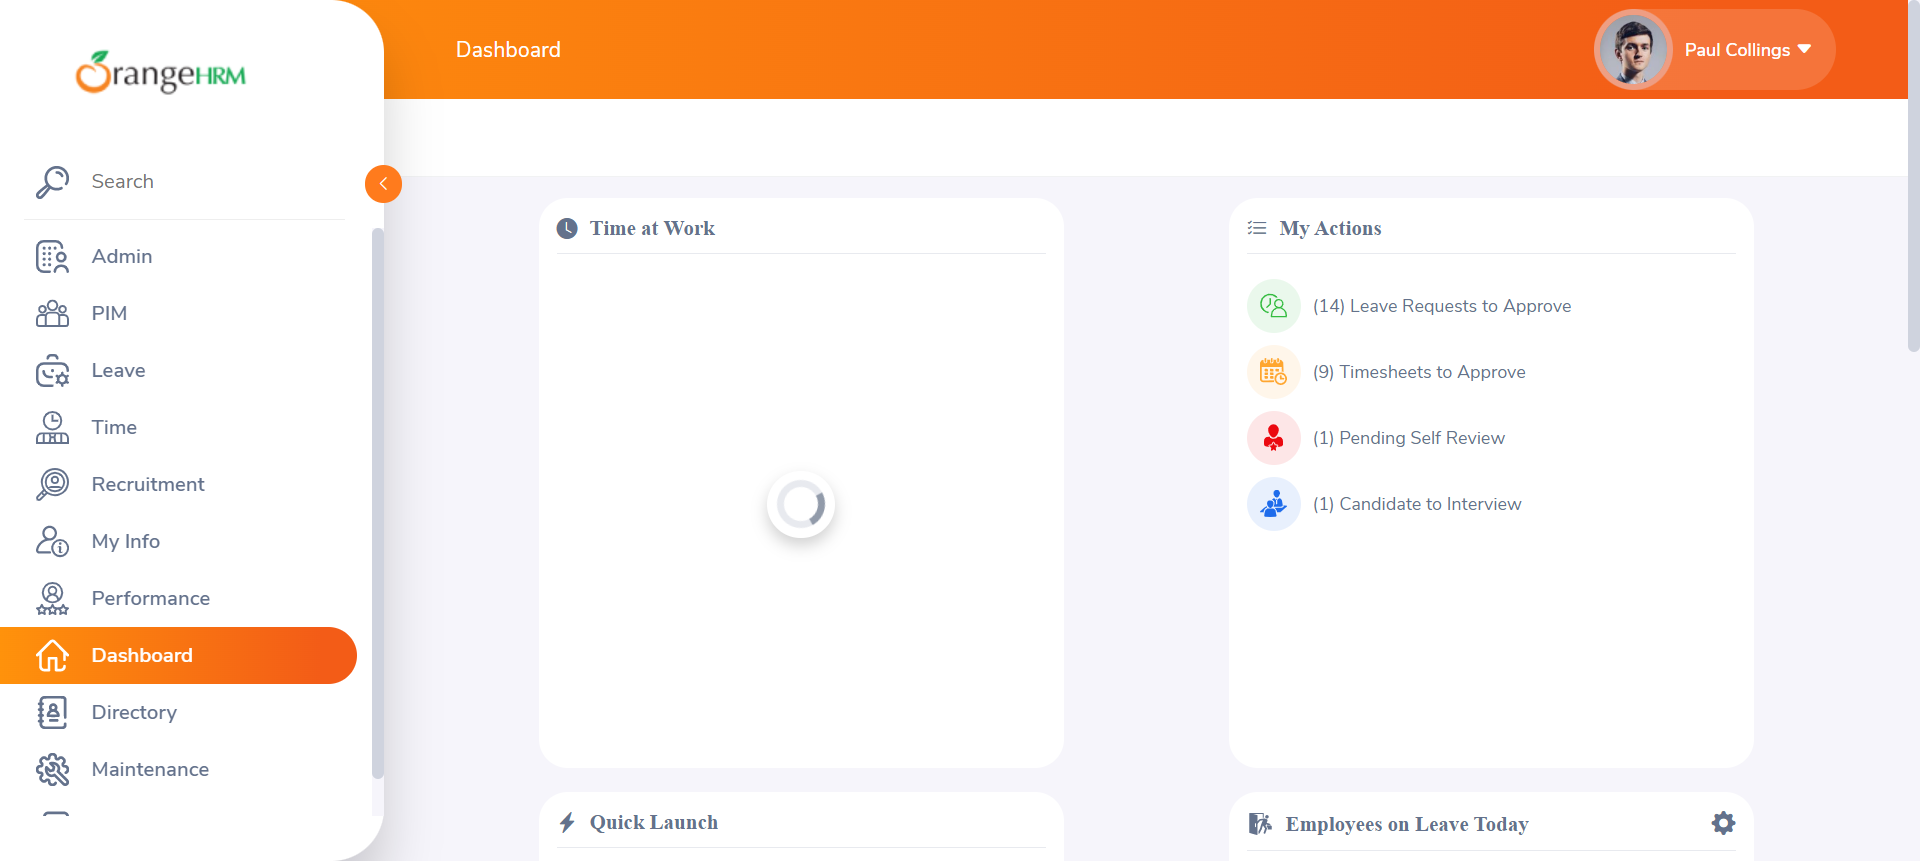 OrangeHRM
Search
Admin
PIM
Leave
Time
Recruitment
My Info
Performance
Dashboard
Directory
Maintenance
Dashboard
Paul Collings
Time at Work
My Actions
(14) Leave Requests to Approve
(9) Timesheets to Approve
(1) Pending Self Review
(1) Candidate to Interview
Quick Launch
Employees on Leave Today